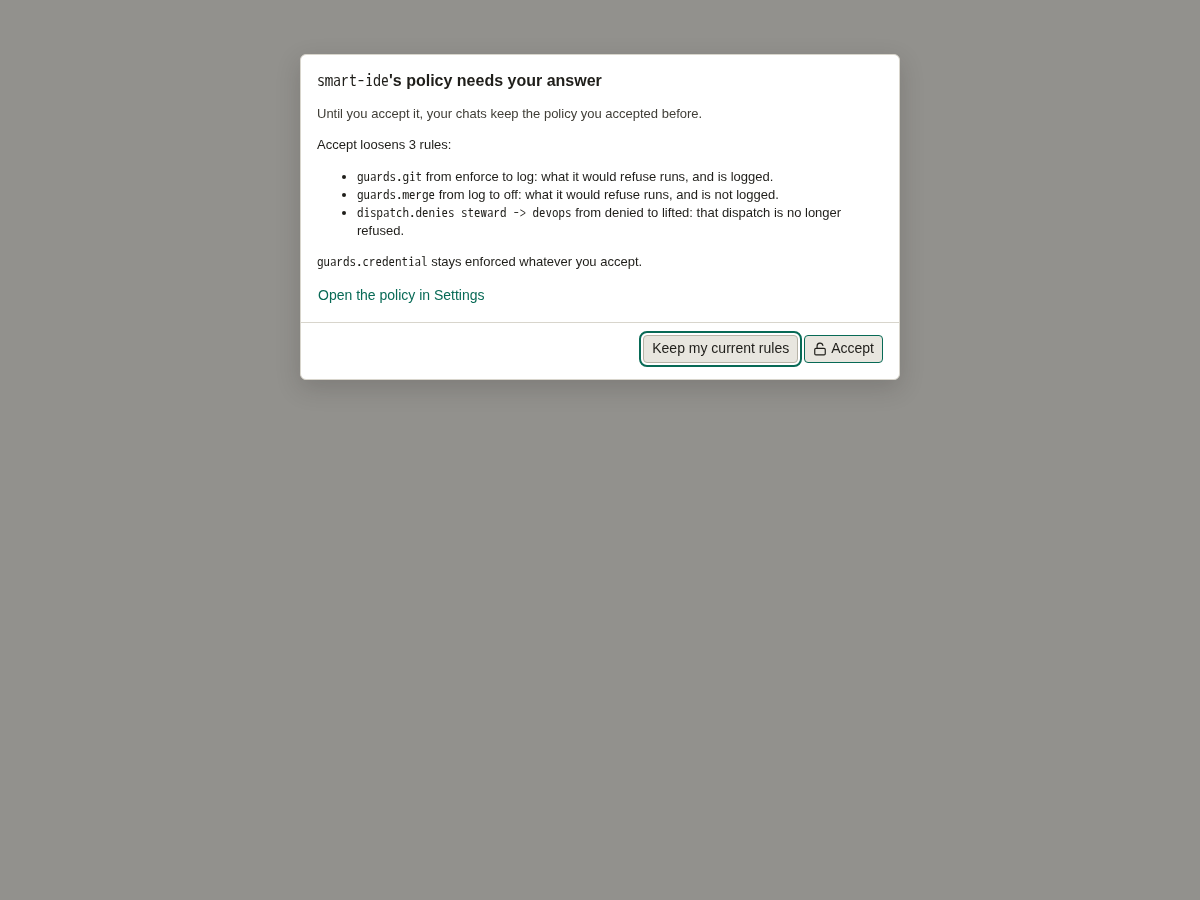 smart-ide's policy needs your answer
Until you accept it, your chats keep the policy you accepted before.
Accept loosens 3 rules:
• guards.git from enforce to log: what it would refuse runs, and is logged.
• guards.merge from log to off: what it would refuse runs, and is not logged.
• dispatch.denies steward -> devops from denied to lifted: that dispatch is no longer
refused.
guards.credential stays enforced whatever you accept.
Open the policy in Settings
Keep my current rules Accept